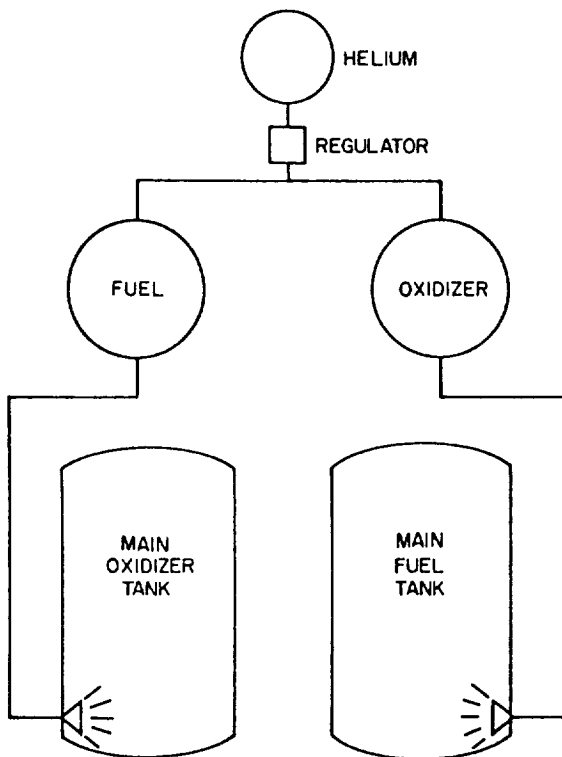 HELIUM
REGULATOR
FUEL
OXIDIZER
MAIN
OXIDIZER
TANK
MAIN
FUEL
TANK